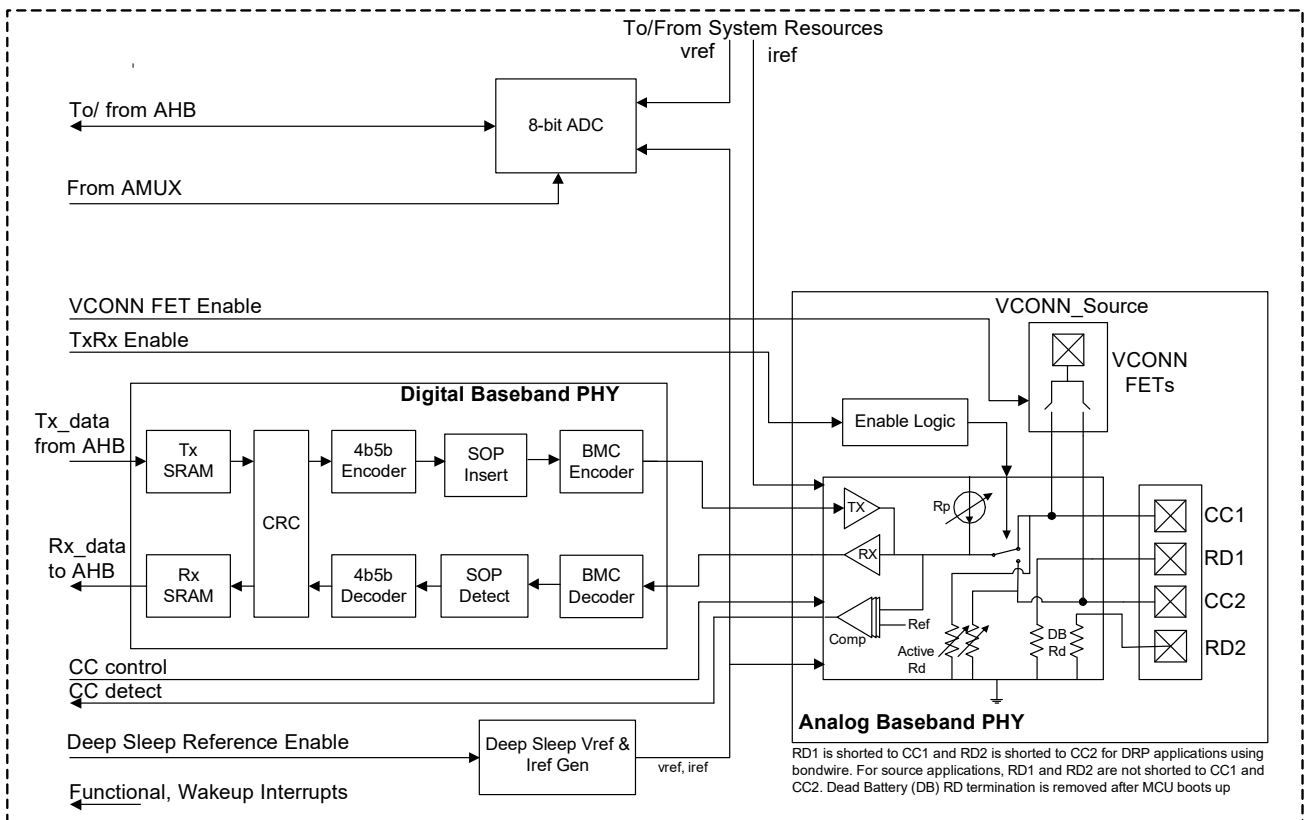 To/From System Resources
vref
iref
To/ from AHB
8-bit ADC
From AMUX
VCONN FET Enable
VCONN_Source
TxRx Enable
VCONN
FETs
Digital Baseband PHY
Tx_data
from AHB
Enable Logic
Tx
SRAM
CRC
4b5b
Encoder
SOP
Insert
BMC
Encoder
TX
Rp
CC1
Rx_data
to AHB
Rx
SRAM
4b5b
Decoder
SOP
Detect
BMC
Decoder
RX
RD1
CC2
Comp
Ref
Active
Rd
DB
Rd
RD2
CC control
CC detect
Analog Baseband PHY
Deep Sleep Reference Enable
Deep Sleep Vref &
Iref Gen
vref, iref
RD1 is shorted to CC1 and RD2 is shorted to CC2 for DRP applications using
bondwire. For source applications, RD1 and RD2 are not shorted to CC1 and
CC2. Dead Battery (DB) RD termination is removed after MCU boots up
Functional, Wakeup Interrupts